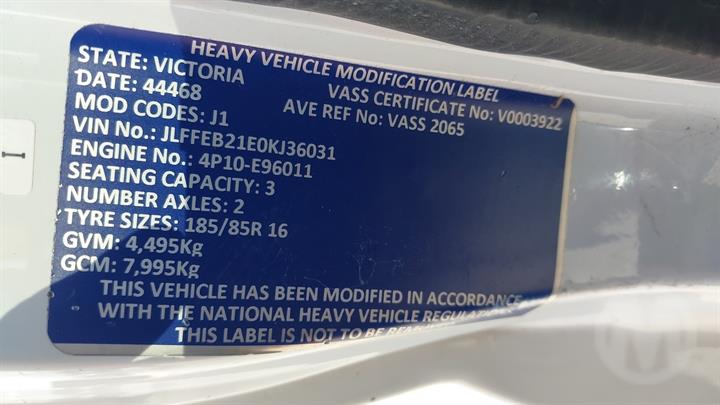 HEAVY VEHICLE MODIFICATION LABEL
STATE: VICTORIA
VASS CERTIFICATE No: V0003922
DATE: 44468
AVE REF No: VASS 2065
MOD CODES: J1
VIN No.: JLFFEB21E0KJ36031
ENGINE No.: 4P10-E96011
SEATING CAPACITY: 3
NUMBER AXLES: 2
TYRE SIZES: 185/85R 16
GVM: 4,495Kg
GCM: 7,995Kg
THIS VEHICLE HAS BEEN MODIFIED IN ACCORDANCE
WITH THE NATIONAL HEAVY VEHICLE REGULATIONS
THIS LABEL IS NOT TO BE